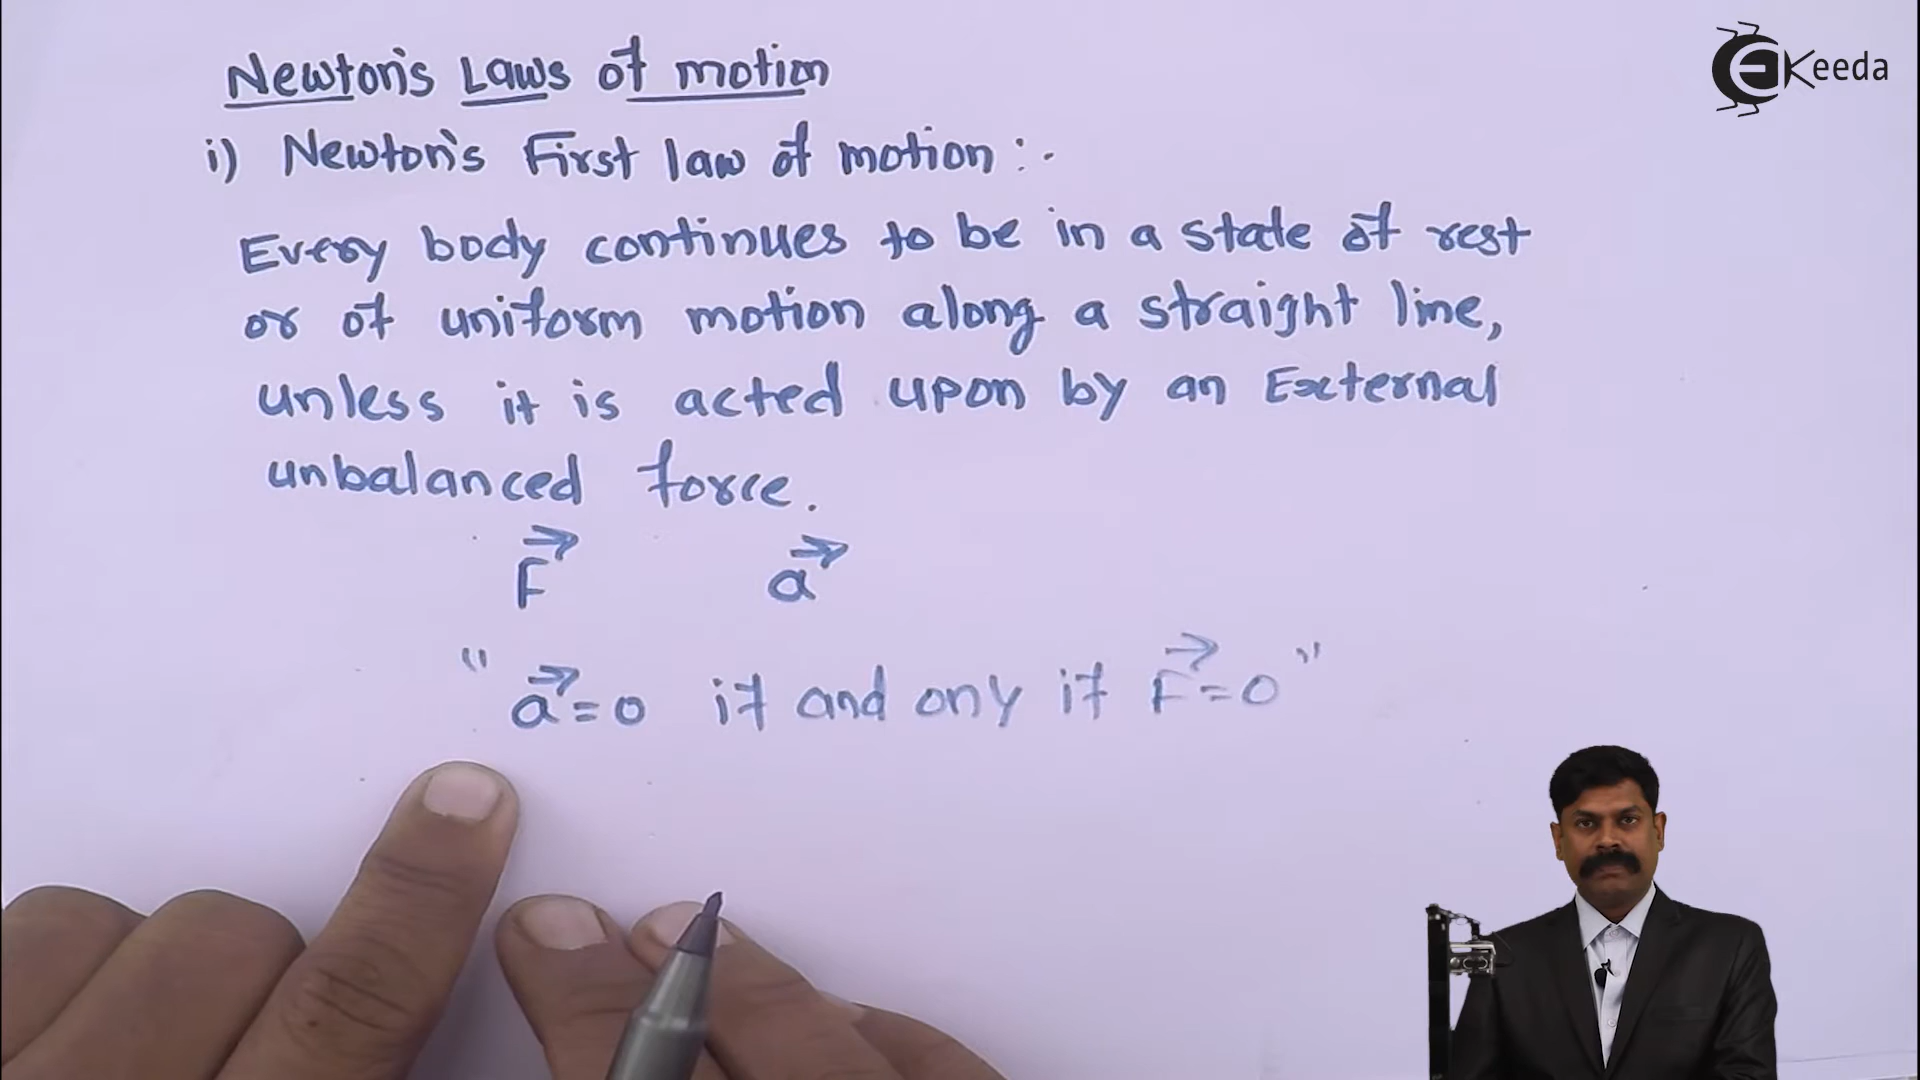 Newton's Laws of motion
EKeeda
i) Newton's First law of motion :-
Every body continues to be in a state of rest
or of uniform motion along a straight line,
unless it is acted upon by an External
unbalanced force.
F⃗ a⃗
" a⃗ = 0 if and ony if F⃗ = 0 "